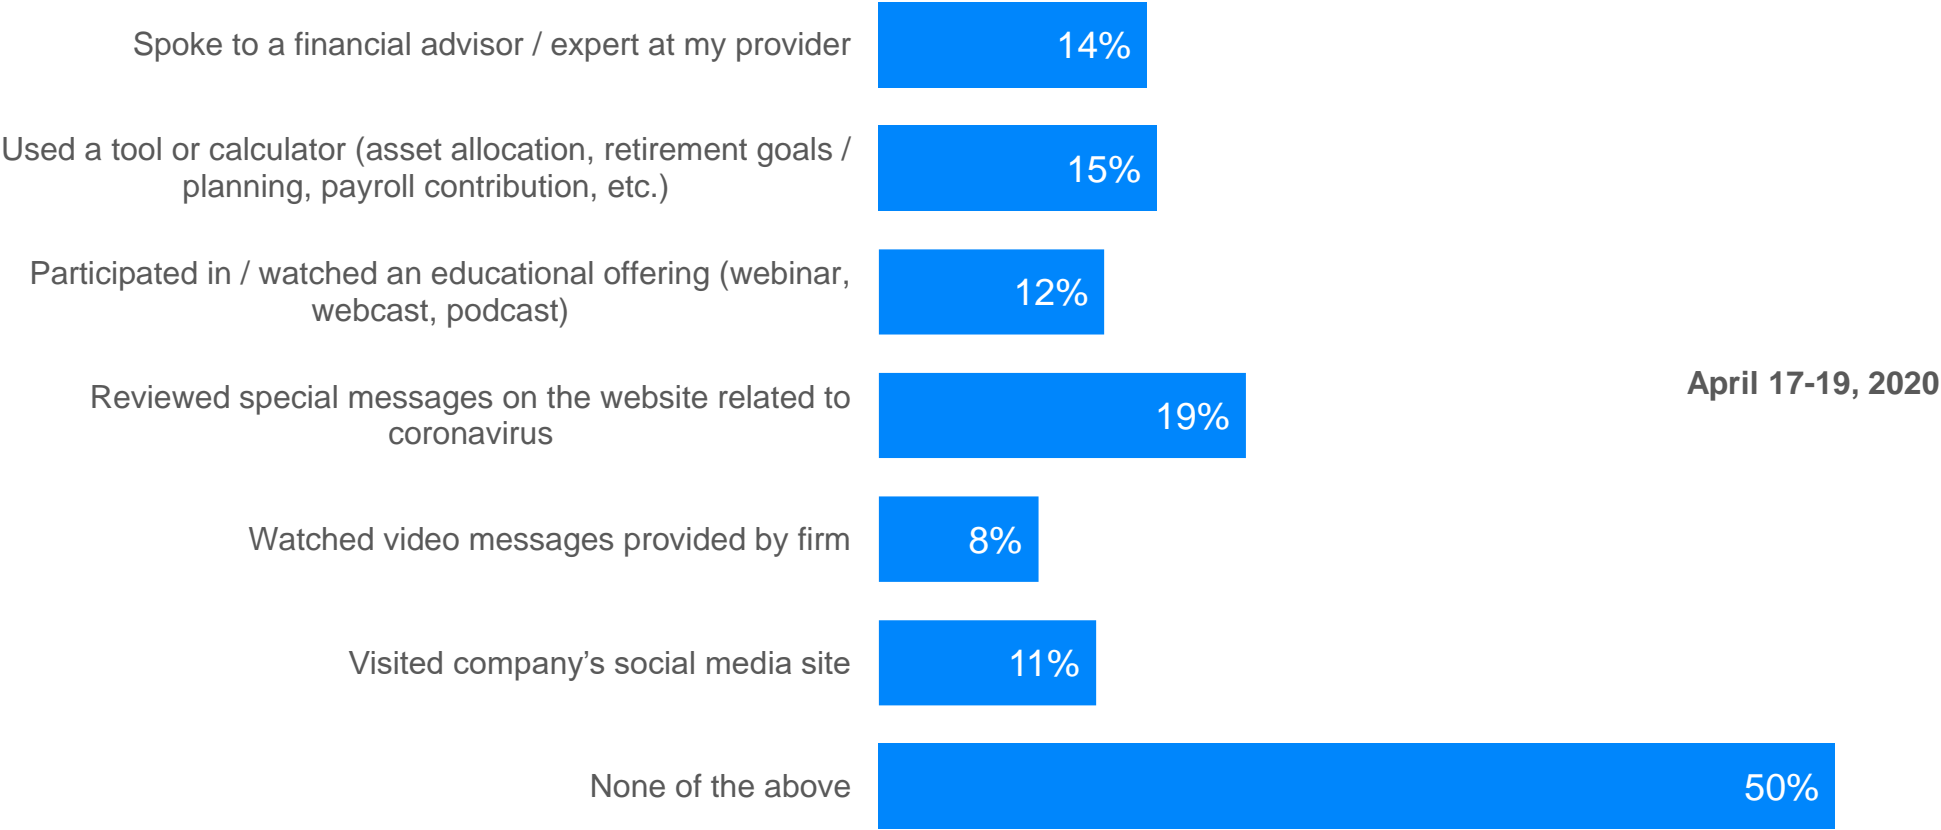 Spoke to a financial advisor / expert at my provider
14%
Used a tool or calculator (asset allocation, retirement goals /
planning, payroll contribution, etc.)
15%
Participated in / watched an educational offering (webinar,
webcast, podcast)
12%
Reviewed special messages on the website related to
coronavirus
19%
April 17-19, 2020
Watched video messages provided by firm
8%
Visited company’s social media site
11%
None of the above
50%